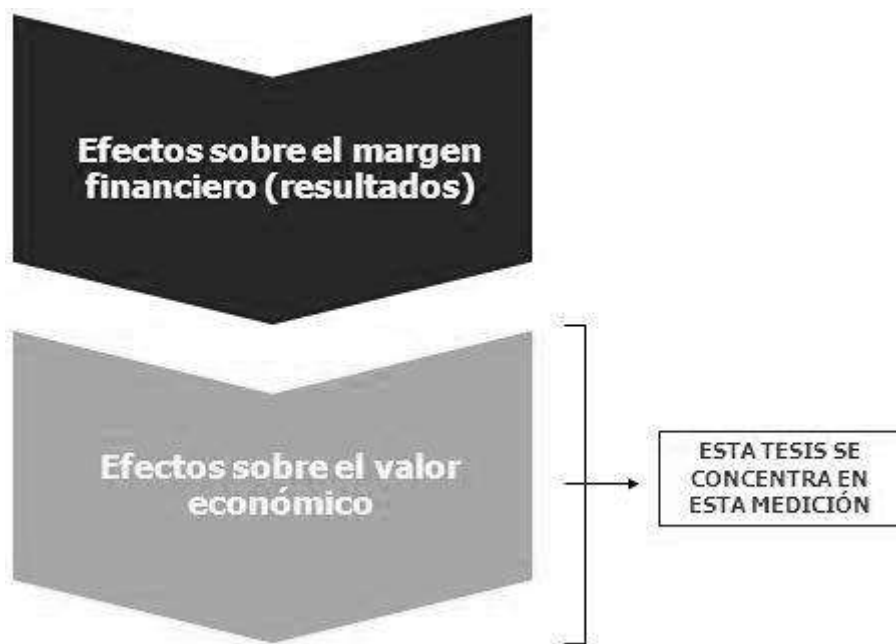 Efectos sobre el margen
financiero (resultados)
Efectos sobre el valor
económico
ESTA TESIS SE
CONCENTRA EN
ESTA MEDICIÓN